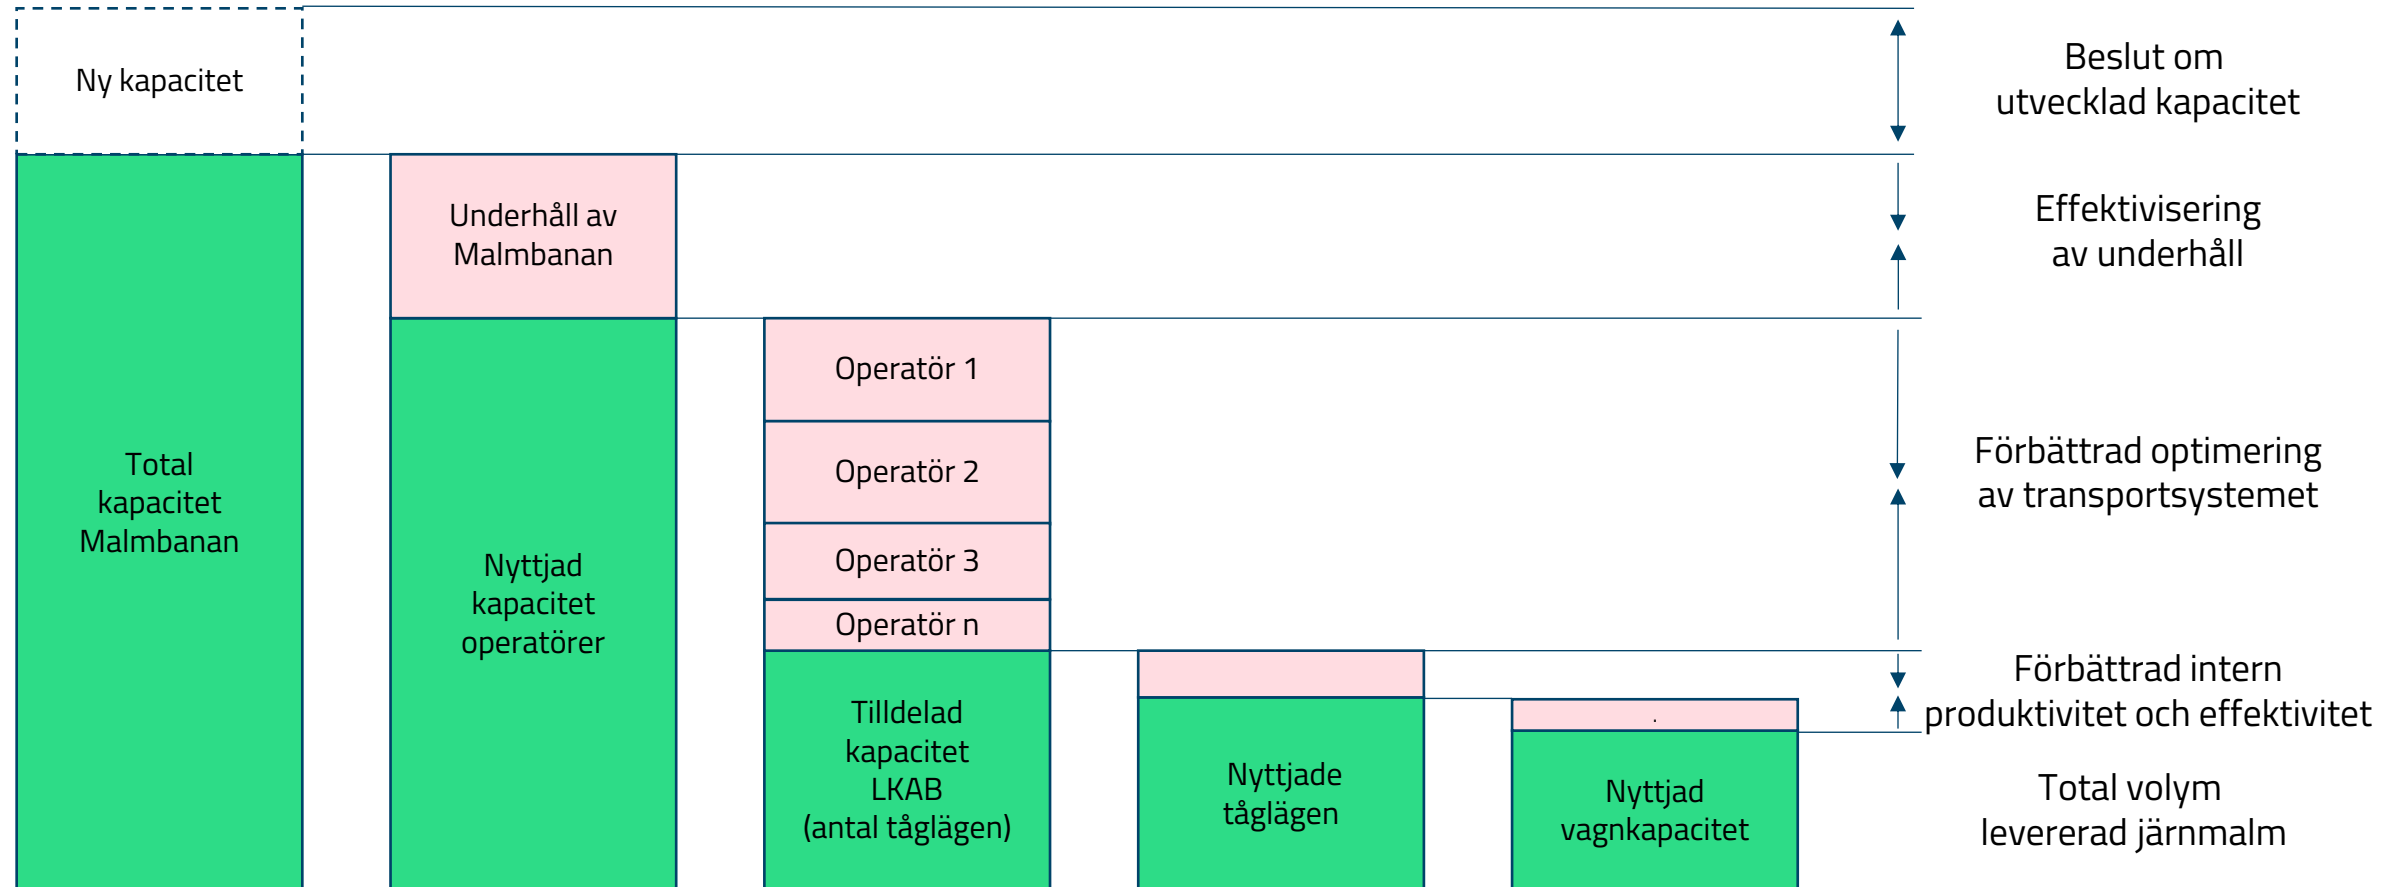 Ny kapacitet
Total
kapacitet
Malmbanan
Underhåll av
Malmbanan
Nyttjad
kapacitet
operatörer
Operatör 1
Operatör 2
Operatör 3
Operatör n
Tilldelad
kapacitet
LKAB
(antal tåglägen)
Nyttjade
tåglägen
.
Nyttjad
vagnkapacitet
Beslut om
utvecklad kapacitet
Effektivisering
av underhåll
Förbättrad optimering
av transportsystemet
Förbättrad intern
produktivitet och effektivitet
Total volym
levererad järnmalm